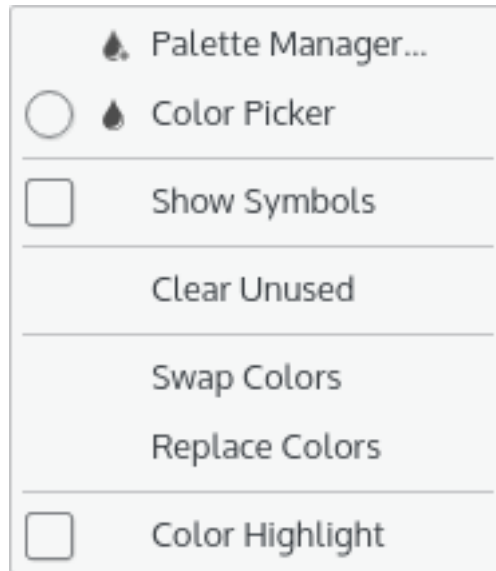 Palette Manager...
Color Picker
Show Symbols
Clear Unused
Swap Colors
Replace Colors
Color Highlight